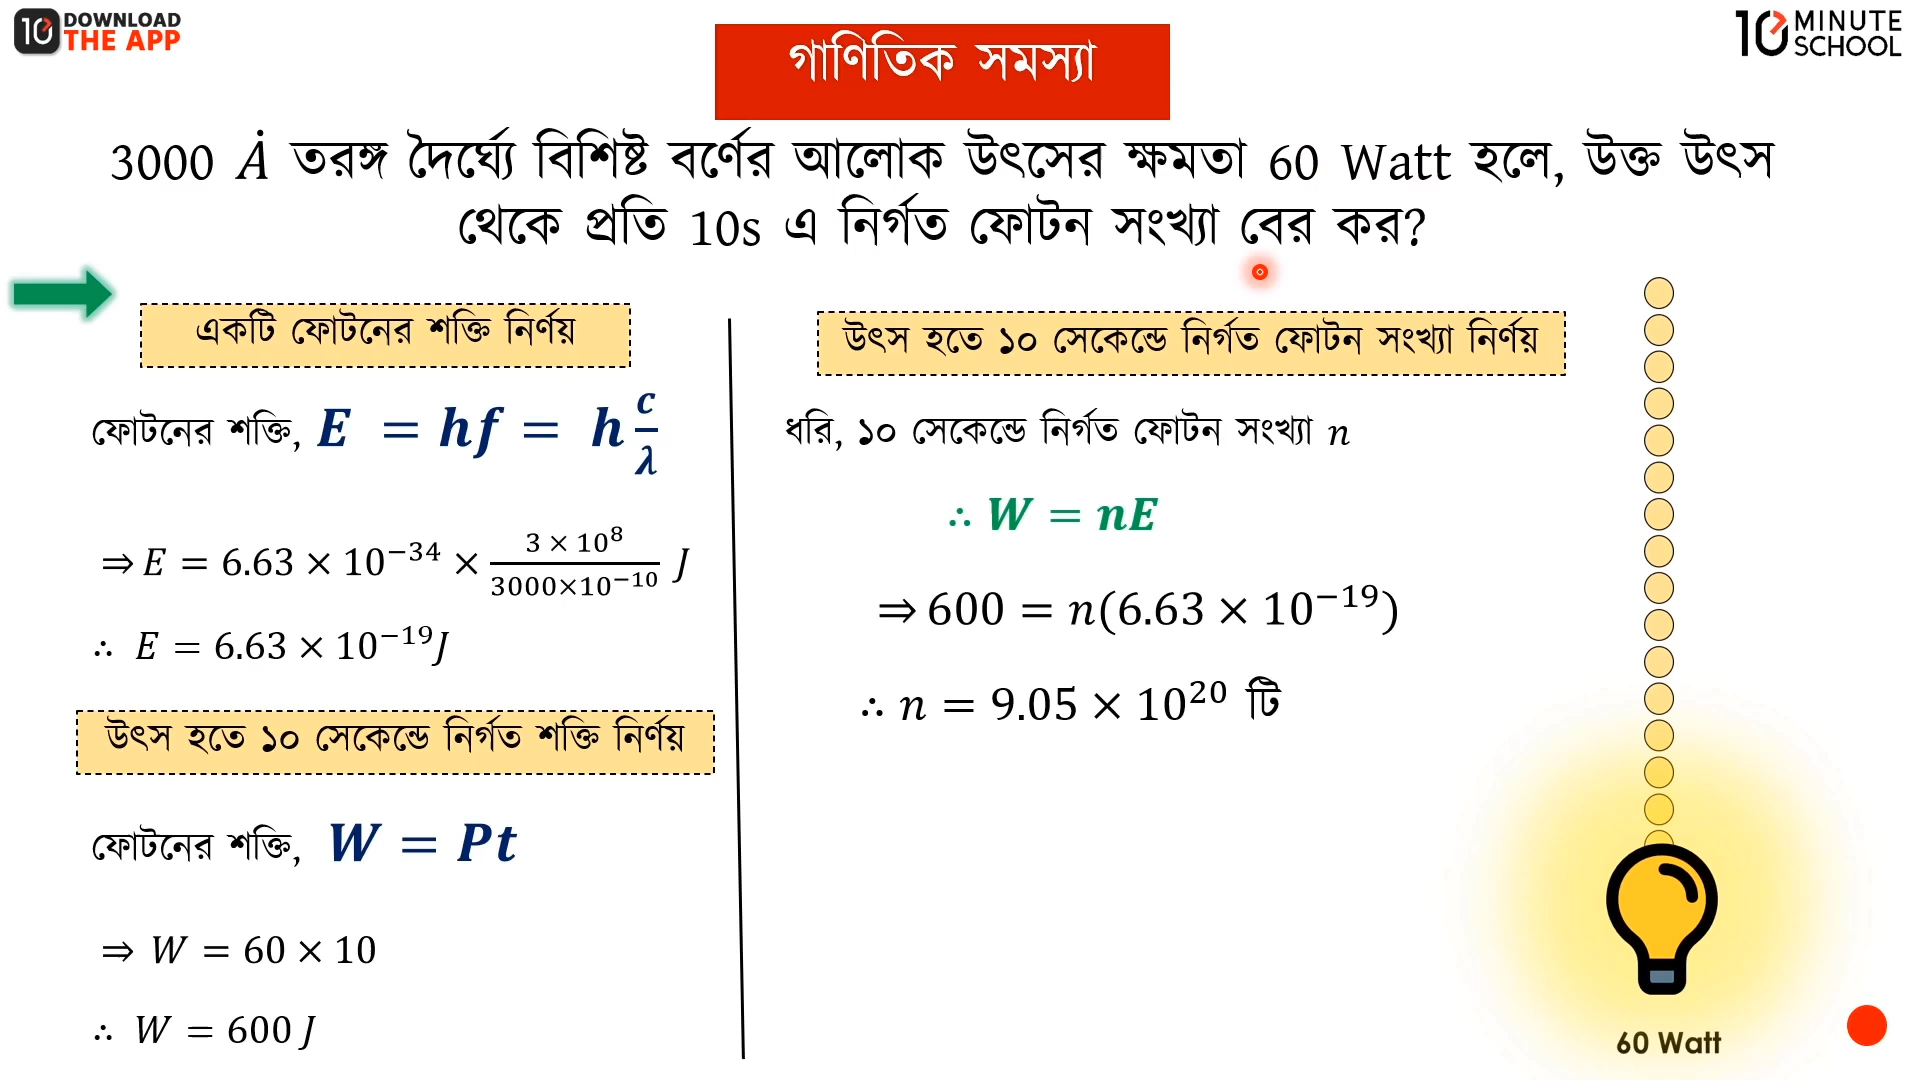 DOWNLOAD
THE APP
10 MINUTE
SCHOOL
গাণিতিক সমস্যা
3000 Ȧ তরঙ্গ দৈর্ঘ্যে বিশিষ্ট বর্ণের আলোক উৎসের ক্ষমতা 60 Watt হলে, উক্ত উৎস
থেকে প্রতি 10s এ নির্গত ফোটন সংখ্যা বের কর?
একটি ফোটনের শক্তি নির্ণয়
ফোটনের শক্তি, E = hf = h c/λ
⇒ E = 6.63 × 10⁻³⁴ × (3 × 10⁸)/(3000×10⁻¹⁰) J
∴ E = 6.63 × 10⁻¹⁹J
উৎস হতে ১০ সেকেন্ডে নির্গত শক্তি নির্ণয়
ফোটনের শক্তি, W = Pt
⇒ W = 60 × 10
∴ W = 600 J
উৎস হতে ১০ সেকেন্ডে নির্গত ফোটন সংখ্যা নির্ণয়
ধরি, ১০ সেকেন্ডে নির্গত ফোটন সংখ্যা n
∴ W = nE
⇒ 600 = n(6.63 × 10⁻¹⁹)
∴ n = 9.05 × 10²⁰ টি
60 Watt